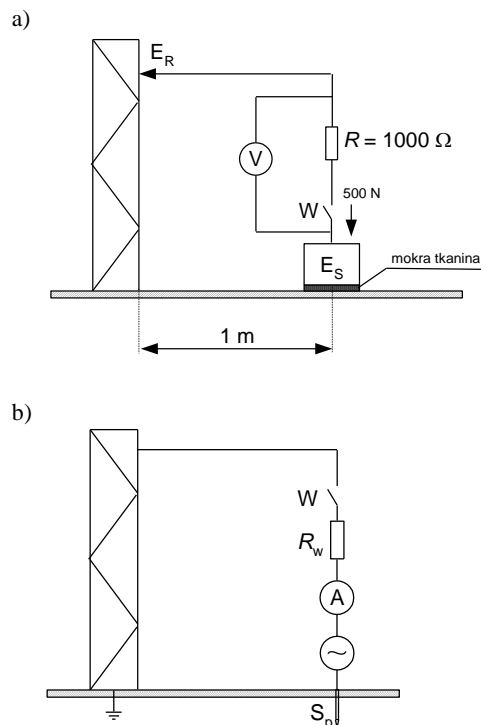 a)
E_R
R = 1000 Ω
V
W
500 N
mokra tkanina
E_S
1 m
b)
W
R_w
A
~
S_p